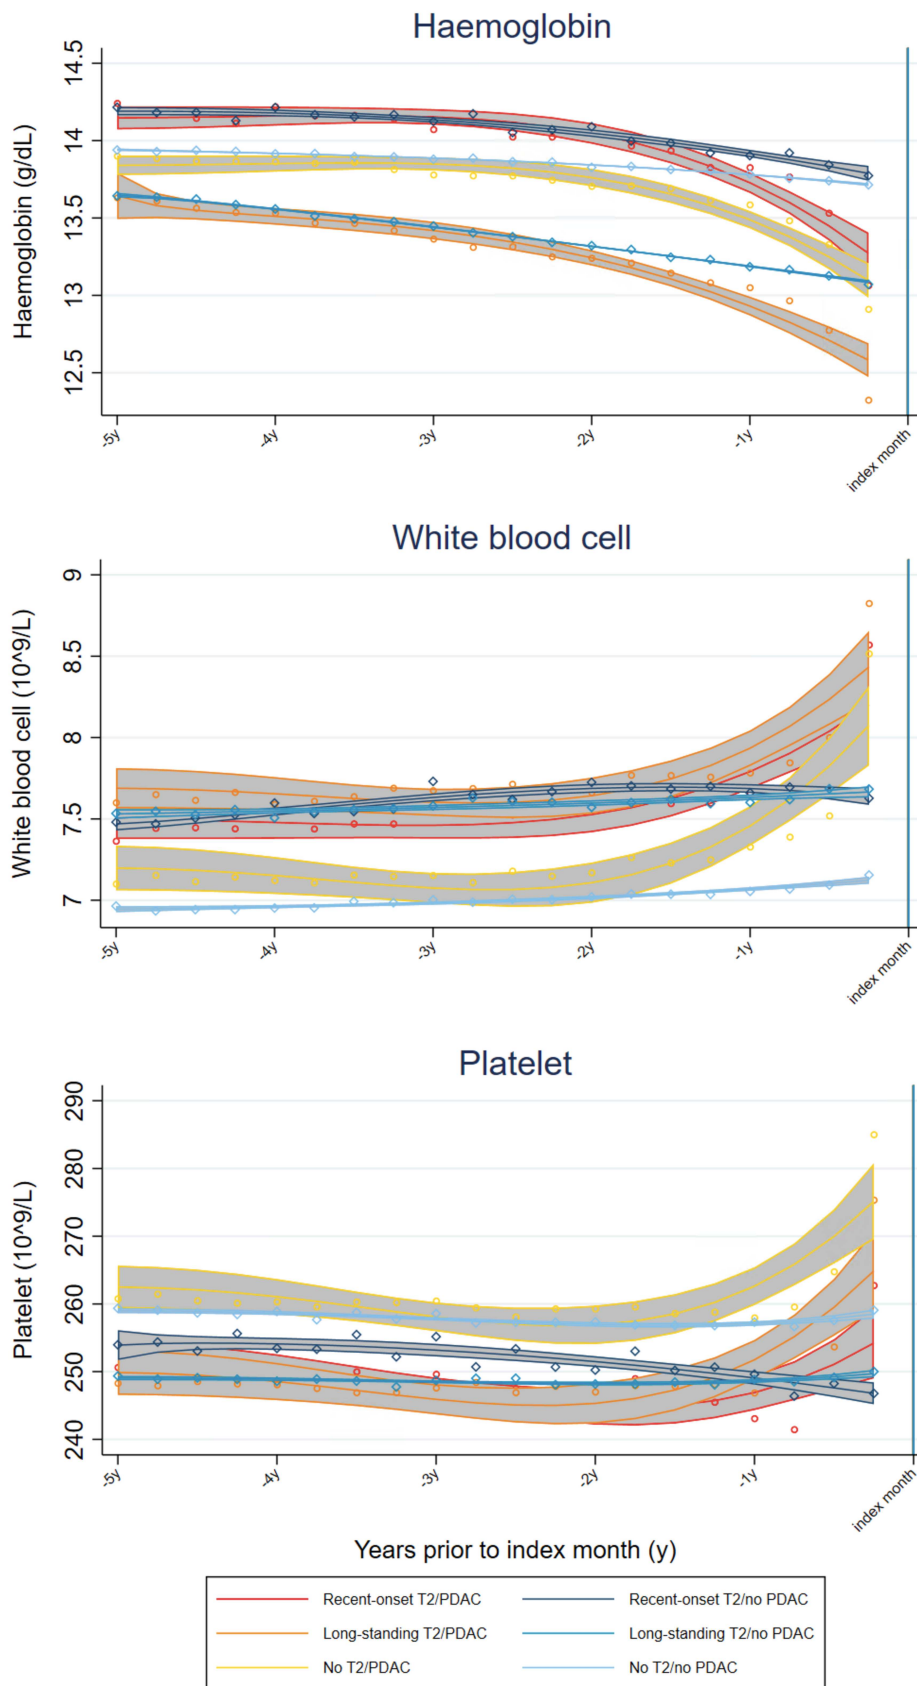 Haemoglobin
Haemoglobin (g/dL)
14.5
14
13.5
13
12.5
-5y
-4y
-3y
-2y
-1y
index month
White blood cell
White blood cell (10^9/L)
9
8.5
8
7.5
7
-5y
-4y
-3y
-2y
-1y
index month
Platelet
Platelet (10^9/L)
290
280
270
260
250
240
-5y
-4y
-3y
-2y
-1y
index month
Years prior to index month (y)
Recent-onset T2/PDAC
Recent-onset T2/no PDAC
Long-standing T2/PDAC
Long-standing T2/no PDAC
No T2/PDAC
No T2/no PDAC